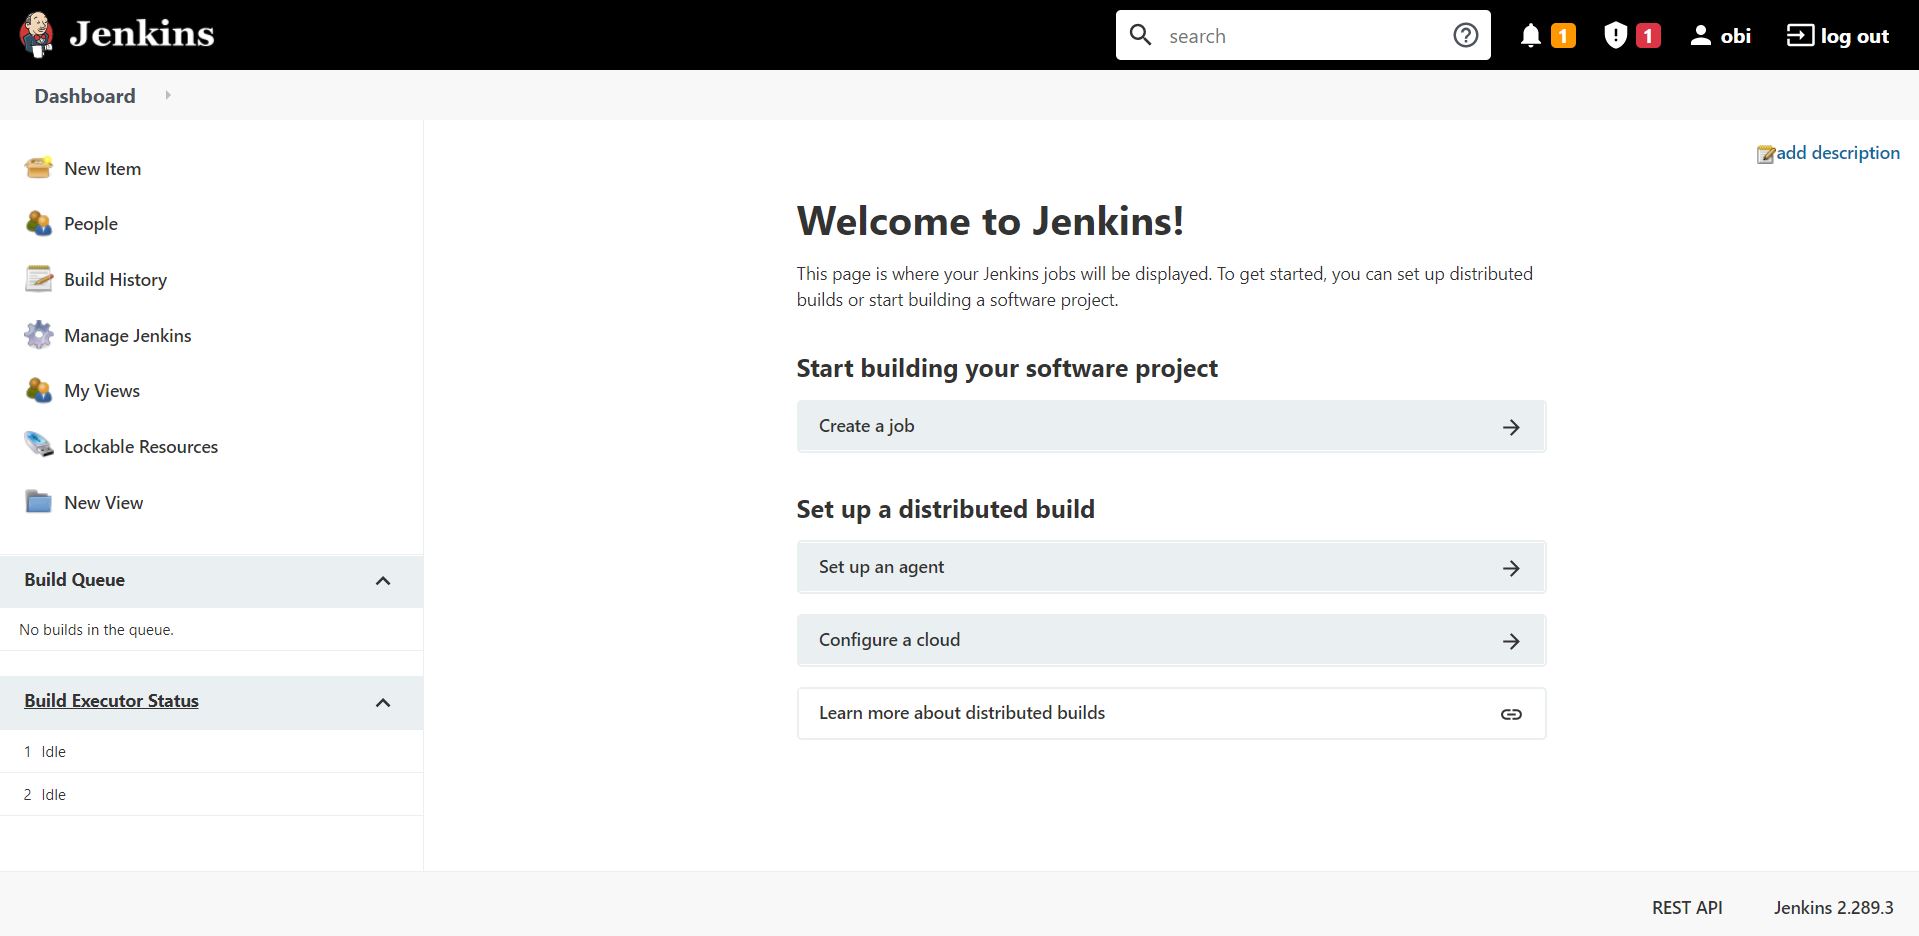 Jenkins
search
1
1
obi
log out
Dashboard
add description
New Item
People
Build History
Manage Jenkins
My Views
Lockable Resources
New View
Build Queue
No builds in the queue.
Build Executor Status
1 Idle
2 Idle
Welcome to Jenkins!
This page is where your Jenkins jobs will be displayed. To get started, you can set up distributed
builds or start building a software project.
Start building your software project
Create a job
Set up a distributed build
Set up an agent
Configure a cloud
Learn more about distributed builds
REST API
Jenkins 2.289.3